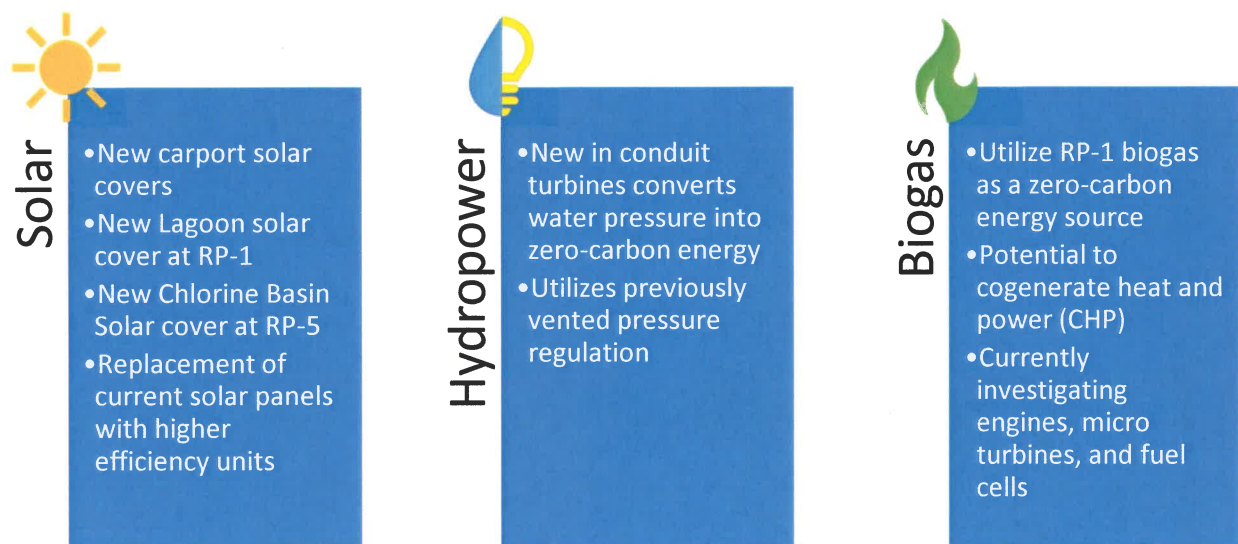 Solar
•New carport solar
covers
•New Lagoon solar
cover at RP-1
•New Chlorine Basin
Solar cover at RP-5
•Replacement of
current solar panels
with higher
efficiency units
Hydropower
•New in conduit
turbines converts
water pressure into
zero-carbon energy
•Utilizes previously
vented pressure
regulation
Biogas
•Utilize RP-1 biogas
as a zero-carbon
energy source
•Potential to
cogenerate heat and
power (CHP)
•Currently
investigating
engines, micro
turbines, and fuel
cells